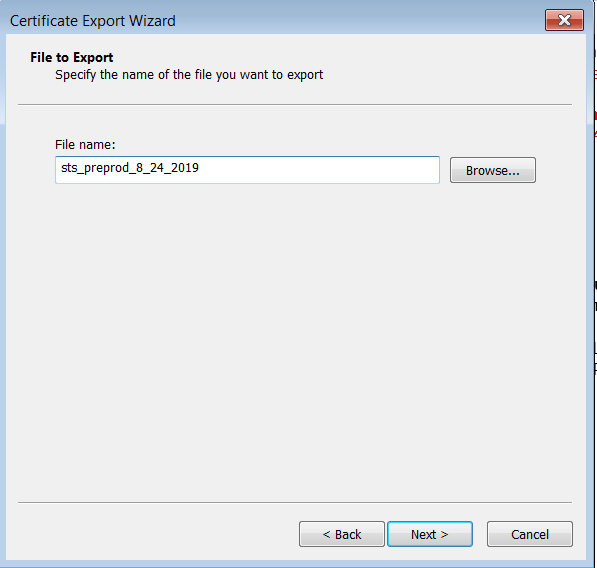 Certificate Export Wizard
File to Export
Specify the name of the file you want to export
File name:
sts_preprod_8_24_2019
Browse...
< Back
Next >
Cancel